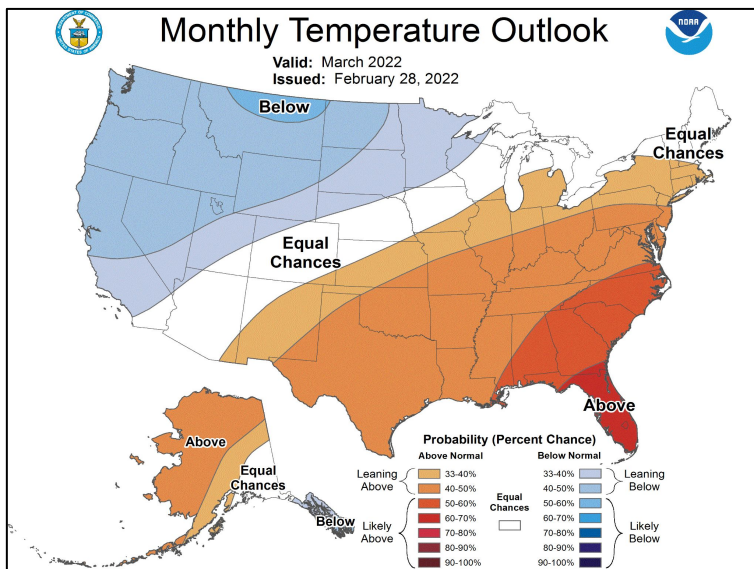 Monthly Temperature Outlook
NOAA
Valid: March 2022
Issued: February 28, 2022
Below
Equal
Chances
Equal
Chances
Above
Above
Equal
Chances
Below
Probability (Percent Chance)
Above Normal
Below Normal
Leaning
Above
33-40%
40-50%
Likely
Above
50-60%
60-70%
70-80%
80-90%
90-100%
Equal
Chances
33-40%
40-50%
Leaning
Below
50-60%
60-70%
70-80%
80-90%
90-100%
Likely
Below